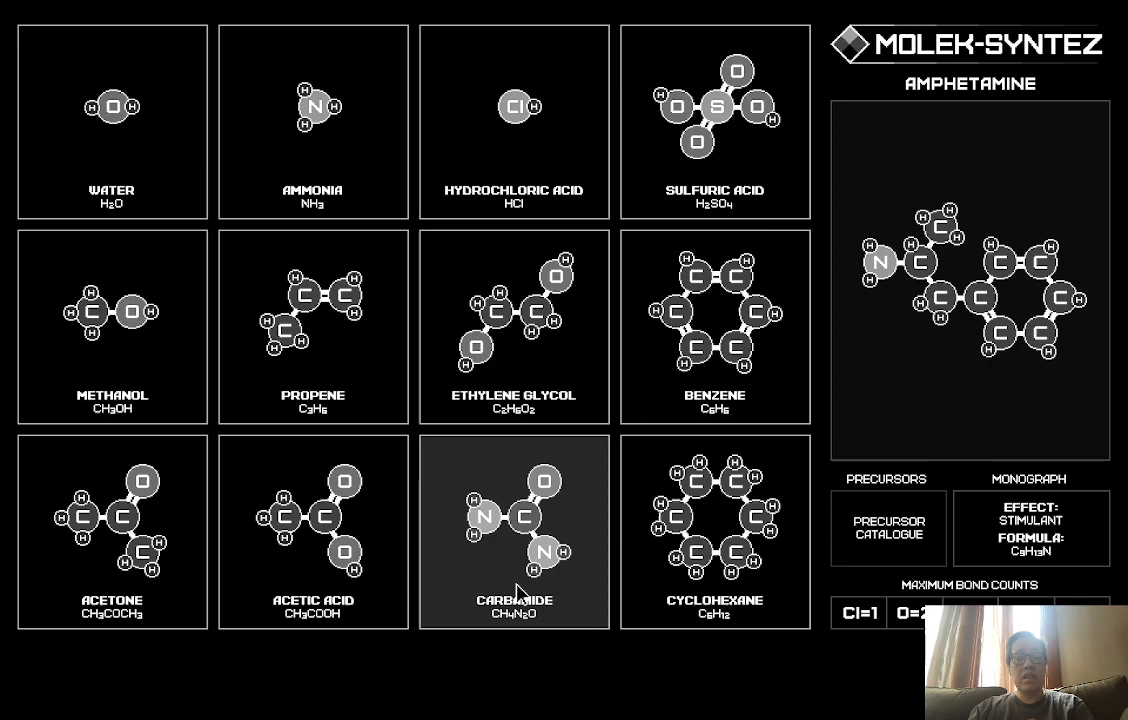 MOLEK-SYNTEZ
AMPHETAMINE
WATER
H₂O
AMMONIA
NH₃
HYDROCHLORIC ACID
HCl
SULFURIC ACID
H₂SO₄
METHANOL
CH₃OH
PROPENE
C₃H₆
ETHYLENE GLYCOL
C₂H₆O₂
BENZENE
C₆H₆
ACETONE
CH₃COCH₃
ACETIC ACID
CH₃COOH
CARBAMIDE
CH₄N₂O
CYCLOHEXANE
C₆H₁₂
PRECURSORS
PRECURSOR
CATALOGUE
MONOGRAPH
EFFECT:
STIMULANT
FORMULA:
C₉H₁₃N
MAXIMUM BOND COUNTS
Cl=1